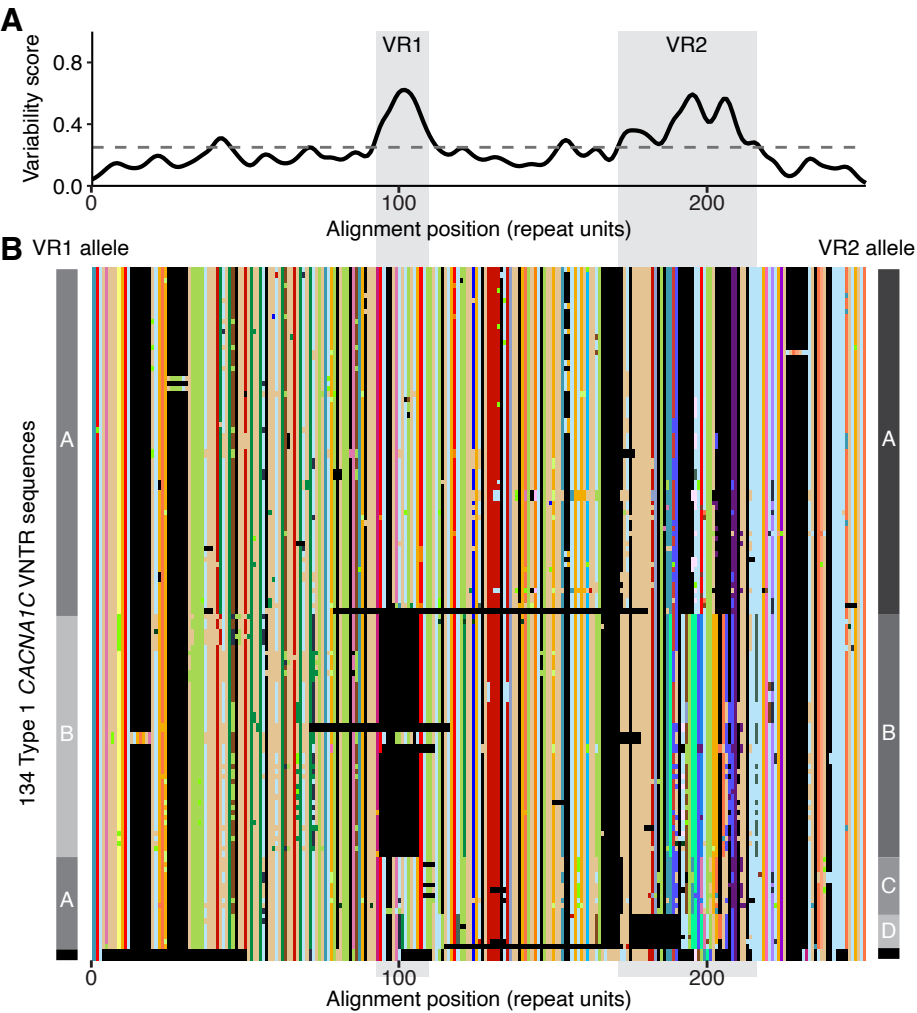 A
VR1
VR2
Variability score
0.8
0.4
0.0
0
100
200
Alignment position (repeat units)
B
VR1 allele
VR2 allele
134 Type 1 CACNA1C VNTR sequences
A
A
B
B
A
C
D
0
100
200
Alignment position (repeat units)